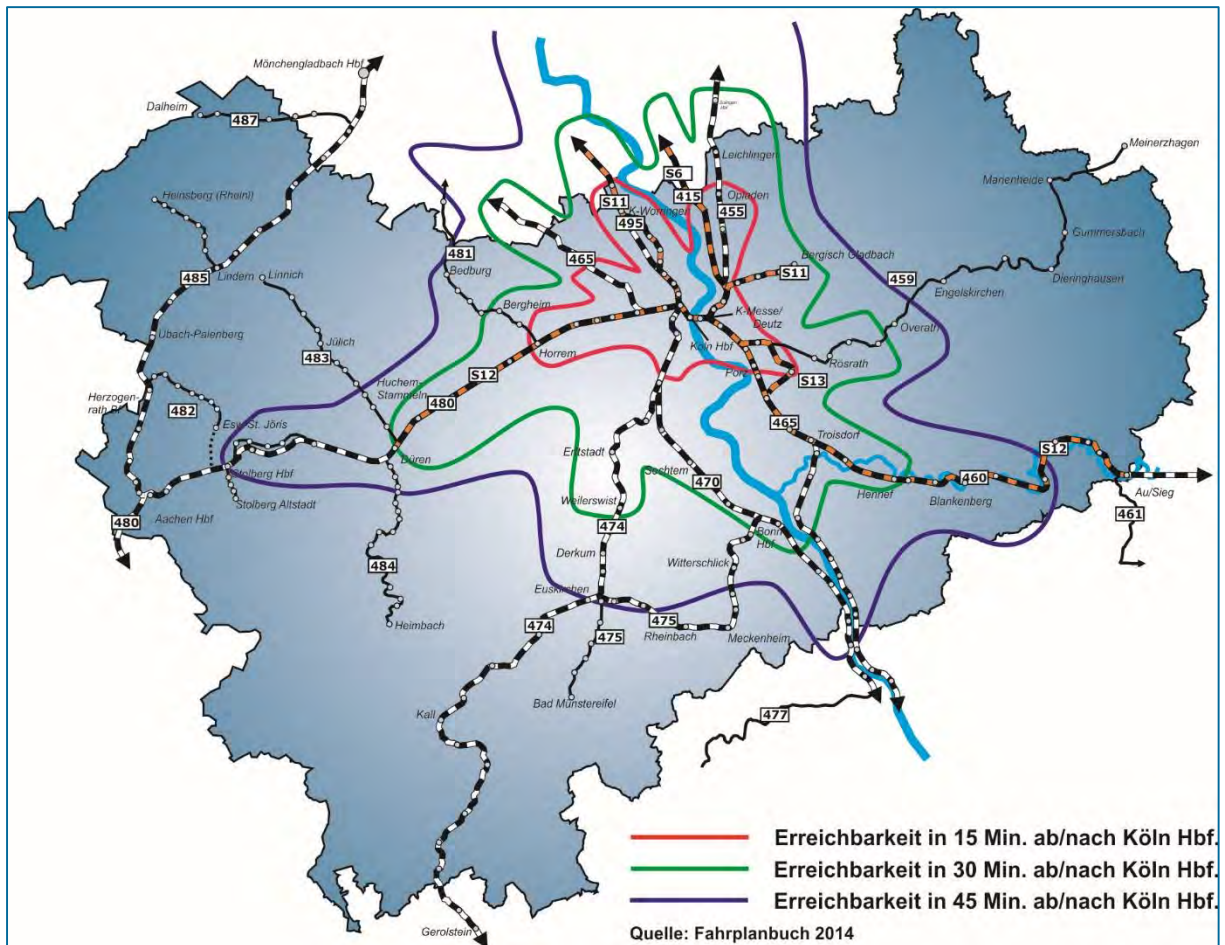 Mönchengladbach Hbf
Dalheim
487
Meinerzhagen
Leichlingen
Marienheide
Heinsberg (Rheinl)
S6
S11
415
Opladen
K-Worringen
455
495
Gummersbach
481
465
Bergisch Gladbach
485
Lindern
Linnich
Bedburg
S11
459
Dieringhausen
Engelskirchen
Bergheim
K-Messe/
Deutz
Overath
Übach-Palenberg
Köln Hbf
Jülich
Horrem
Rösrath
483
S12
Porz
S13
Huchem-
Stammeln
Herzogen-
rath
480
482
465
Esw.-St. Jöris
Troisdorf
Erftstadt
S12
Düren
Sechtem
Stolberg Hbf
470
Hennef
460
Au/Sieg
Stolberg Altstadt
Weilerswist
Blankenberg
461
480
Aachen Hbf
474
Bonn
Hbf
Derkum
Witterschlick
484
Euskirchen
Heimbach
474
475
475
Rheinbach
Meckenheim
Bad Münstereifel
Kall
477
Gerolstein
Erreichbarkeit in 15 Min. ab/nach Köln Hbf.
Erreichbarkeit in 30 Min. ab/nach Köln Hbf.
Erreichbarkeit in 45 Min. ab/nach Köln Hbf.
Quelle: Fahrplanbuch 2014